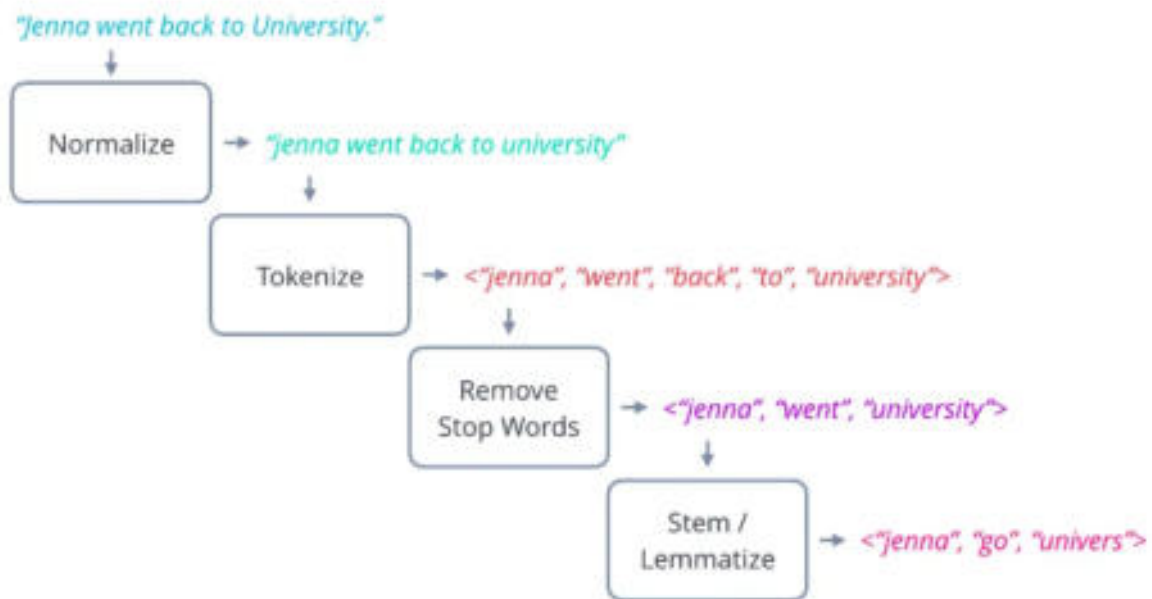 “Jenna went back to University.”
Normalize
“jenna went back to university”
Tokenize
<“jenna”, “went”, “back”, “to”, “university”>
Remove
Stop Words
<“jenna”, “went”, “university”>
Stem /
Lemmatize
<“jenna”, “go”, “univers”>